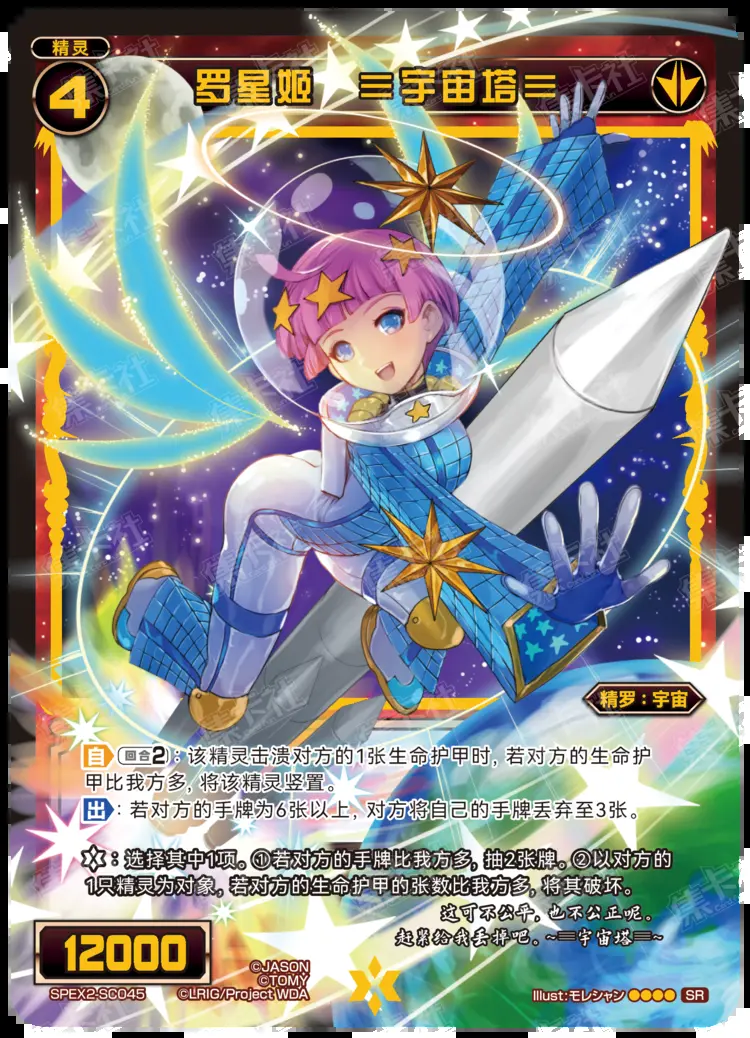 精灵
4
罗星姬 ≡宇宙塔≡
精罗：宇宙
自 回合2：该精灵击溃对方的1张生命护甲时，若对方的生命护
甲比我方多，将该精灵竖置。
出：若对方的手牌为6张以上，对方将自己的手牌丢弃至3张。
：选择其中1项。①若对方的手牌比我方多，抽2张牌。②以对方的
1只精灵为对象，若对方的生命护甲的张数比我方多，将其破坏。
这可不公平，也不公正呢。
赶紧给我丢掉吧。~≡宇宙塔≡~
12000
©JASON
©TOMY
SPEX2-SC045 ©LRIG/Project WDA
Illust:モレシャン SR
集卡社